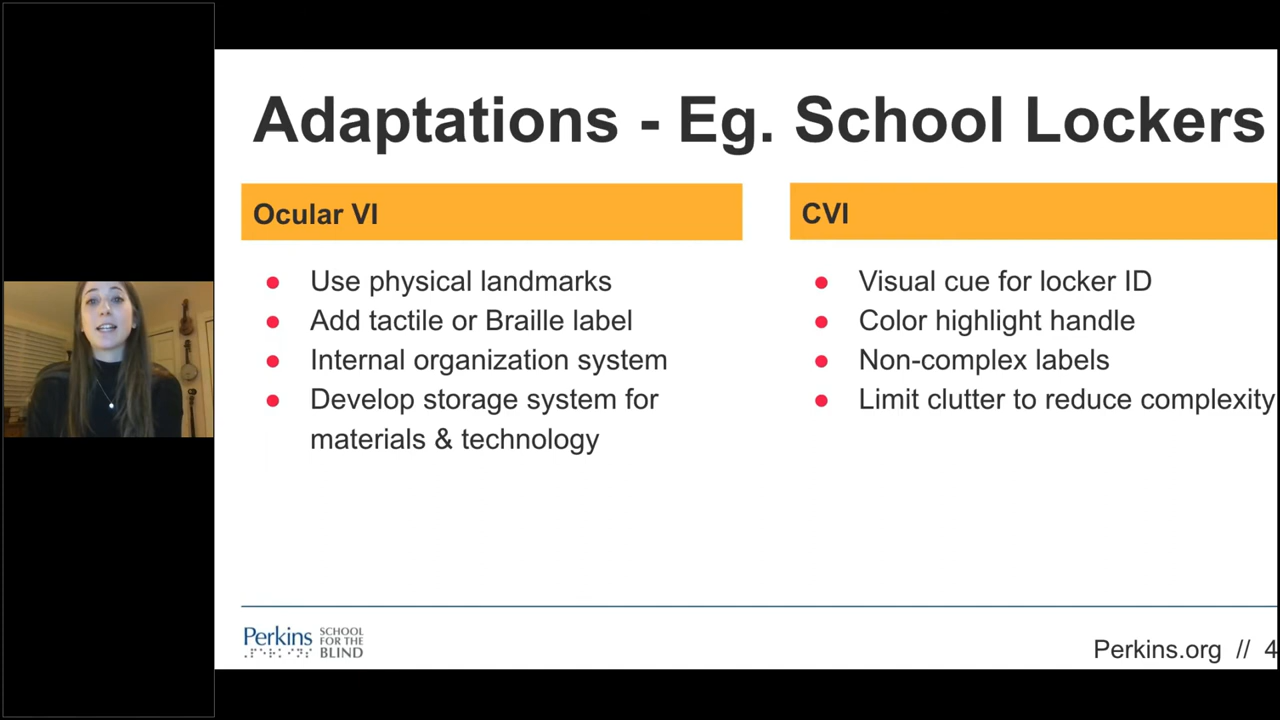 Adaptations - Eg. School Lockers
Ocular VI
● Use physical landmarks
● Add tactile or Braille label
● Internal organization system
● Develop storage system for
materials & technology
CVI
● Visual cue for locker ID
● Color highlight handle
● Non-complex labels
● Limit clutter to reduce complexity
Perkins SCHOOL
FOR THE
BLIND
Perkins.org // 4